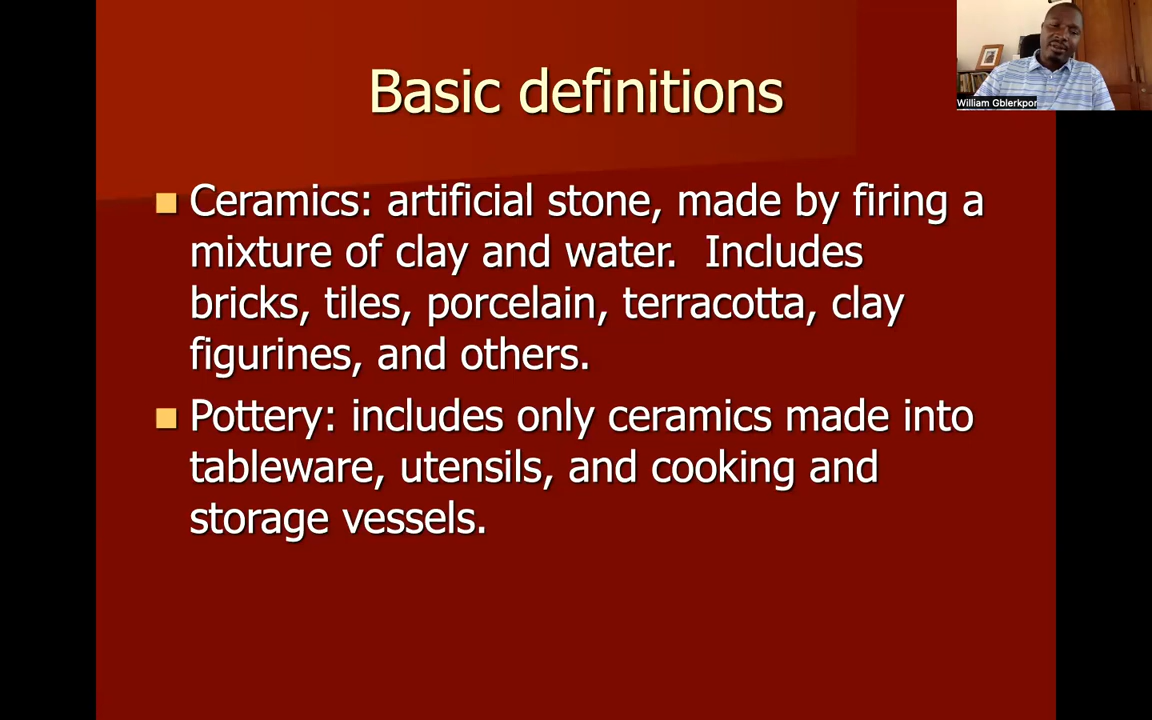 Basic definitions
William Gblerkpor
Ceramics: artificial stone, made by firing a
mixture of clay and water.  Includes
bricks, tiles, porcelain, terracotta, clay
figurines, and others.
Pottery: includes only ceramics made into
tableware, utensils, and cooking and
storage vessels.